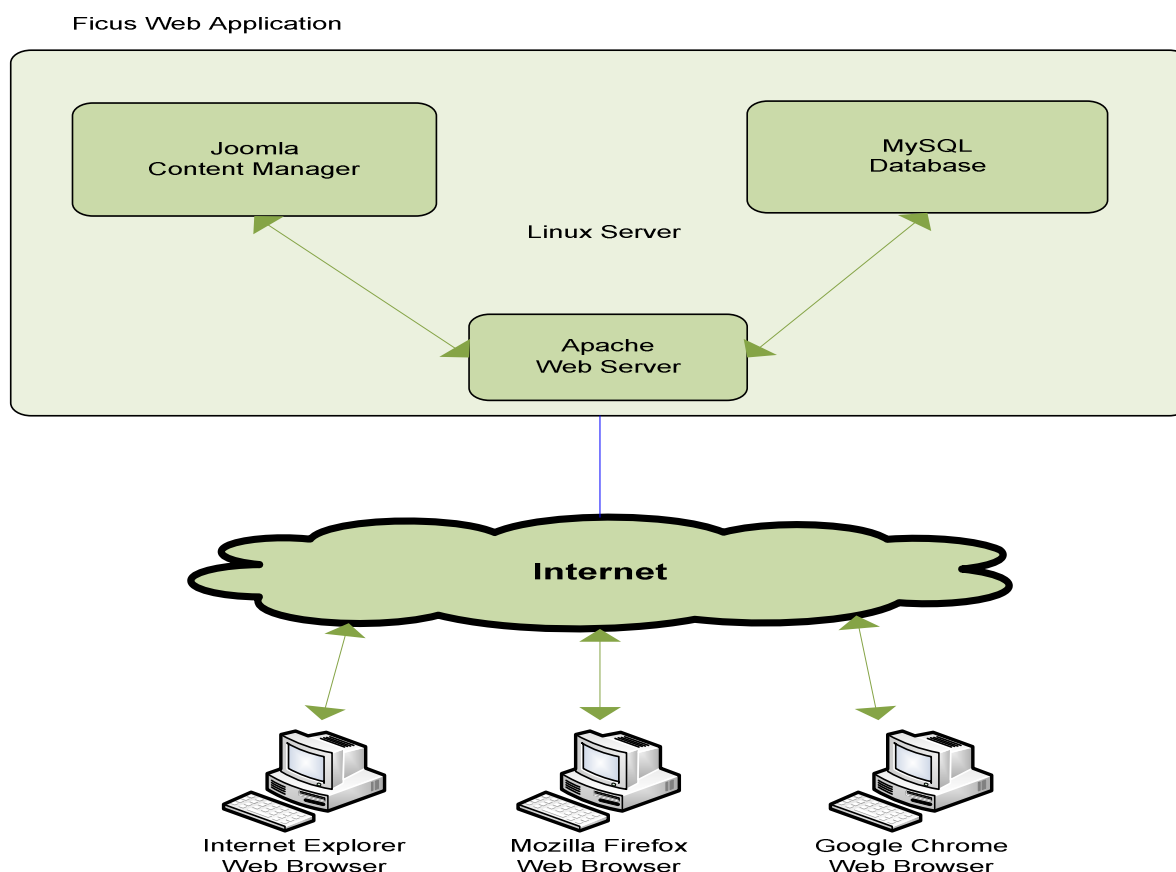 Ficus Web Application
Joomla
Content Manager
MySQL
Database
Linux Server
Apache
Web Server
Internet
Internet Explorer
Web Browser
Mozilla Firefox
Web Browser
Google Chrome
Web Browser